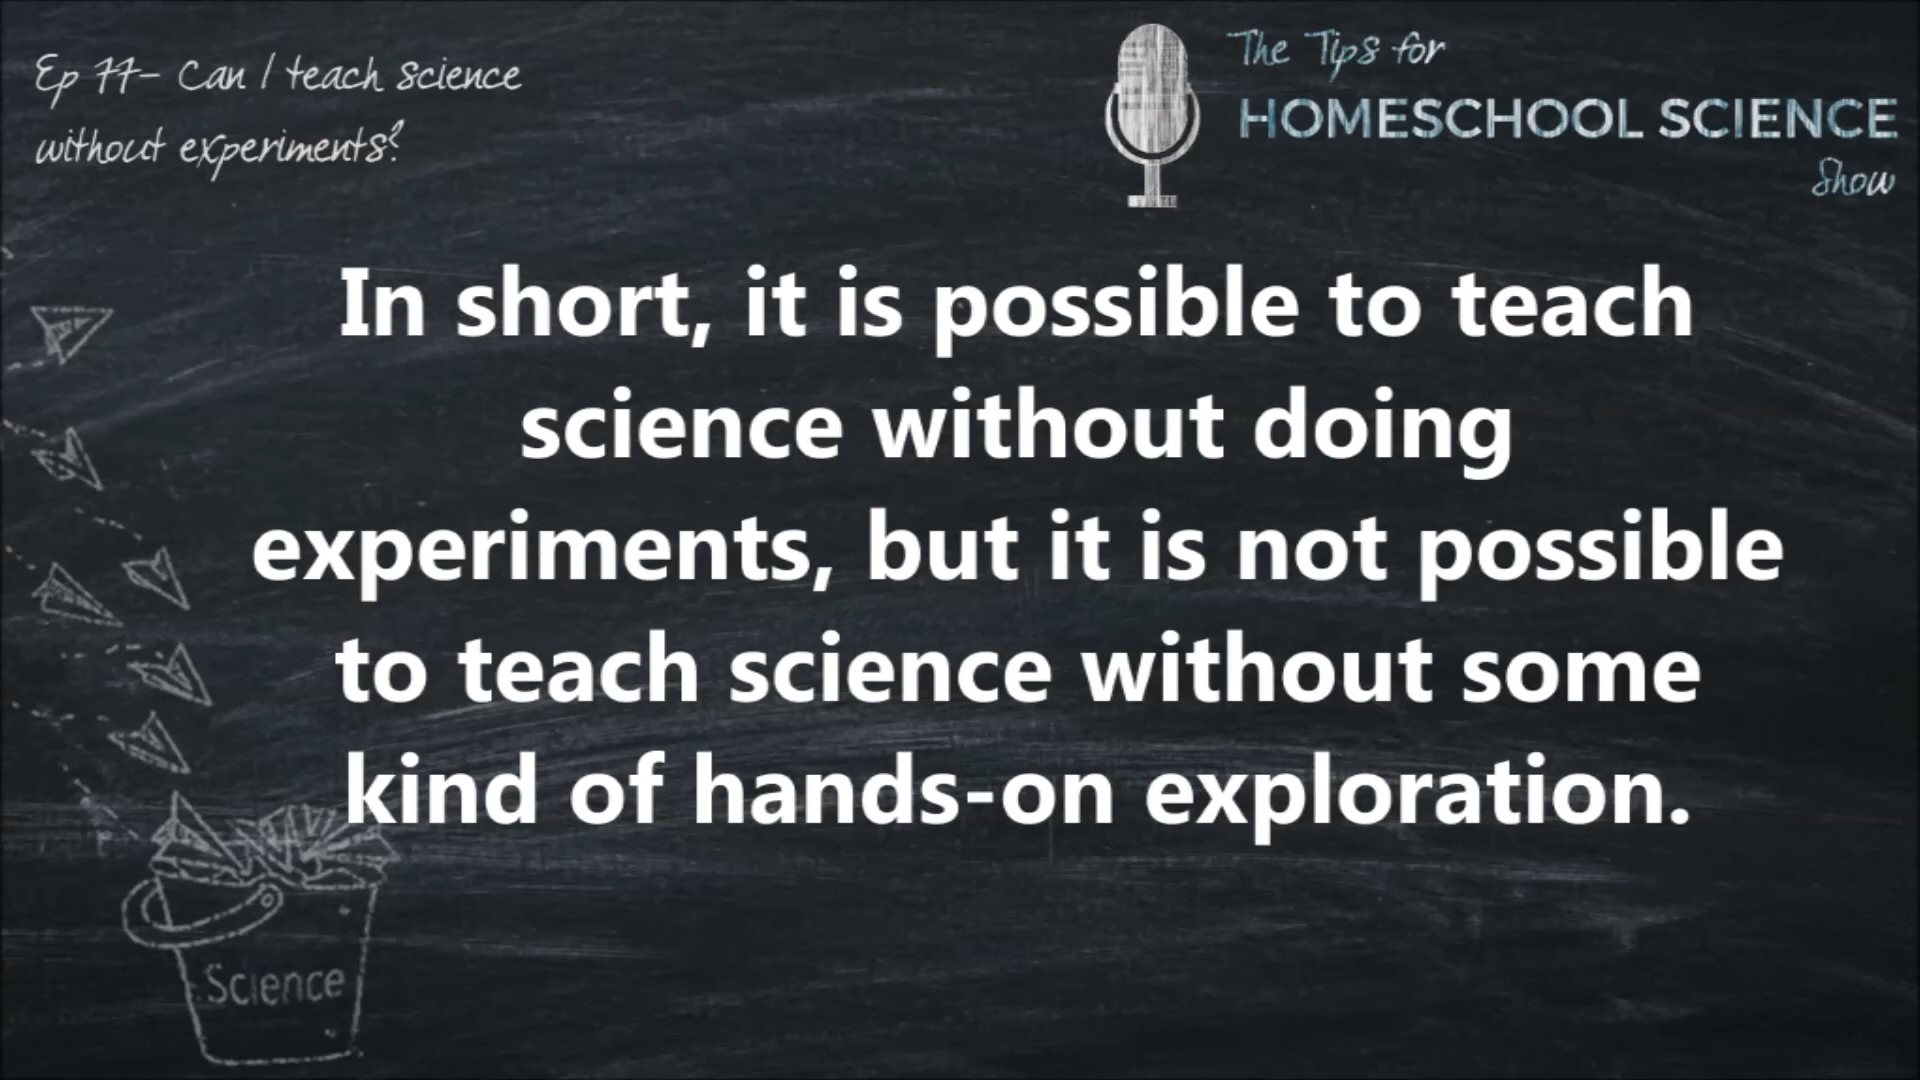 Ep 77- Can I teach science
without experiments?
The Tips for
HOMESCHOOL SCIENCE
Show
In short, it is possible to teach
science without doing
experiments, but it is not possible
to teach science without some
kind of hands-on exploration.
Science